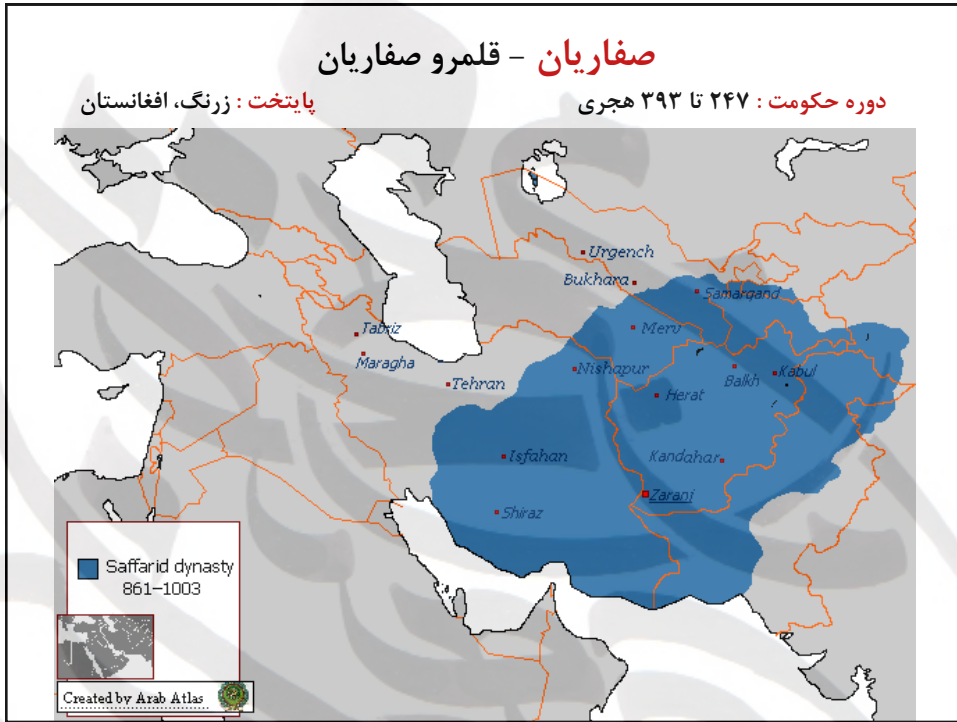 صفاریان – قلمرو صفاریان
دوره حکومت : ۲۴۷ تا ۳۹۳ هجری
پایتخت : زرنگ، افغانستان
Urgench
Bukhara
Samarqand
Tabriz
Merv
Maragha
Nishapur
Balkh
Kabul
Tehran
Herat
Isfahan
Kandahar
Zaranj
Shiraz
Saffarid dynasty
861–1003
Created by Arab Atlas